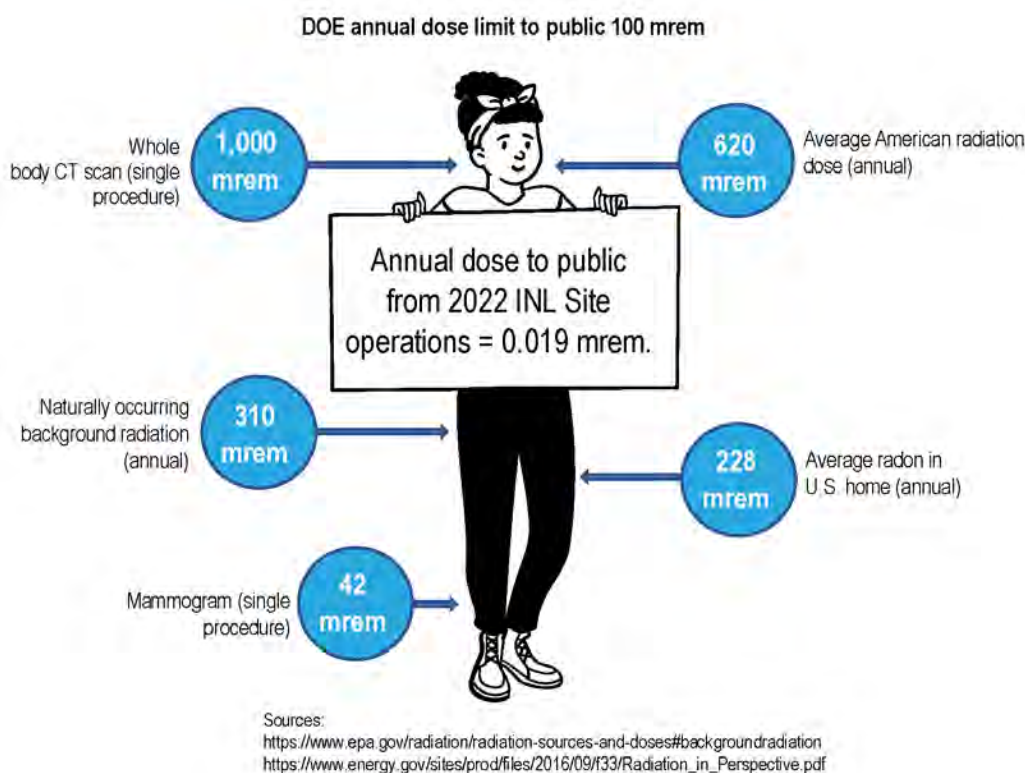 DOE annual dose limit to public 100 mrem
Whole
body CT scan (single
procedure)
1,000
mrem
620
mrem
Average American radiation
dose (annual)
Annual dose to public
from 2022 INL Site
operations = 0.019 mrem.
Naturally occurring
background radiation
(annual)
310
mrem
228
mrem
Average radon in
U.S. home (annual)
Mammogram (single
procedure)
42
mrem
Sources:
https://www.epa.gov/radiation/radiation-sources-and-doses#backgroundradiation
https://www.energy.gov/sites/prod/files/2016/09/f33/Radiation_in_Perspective.pdf